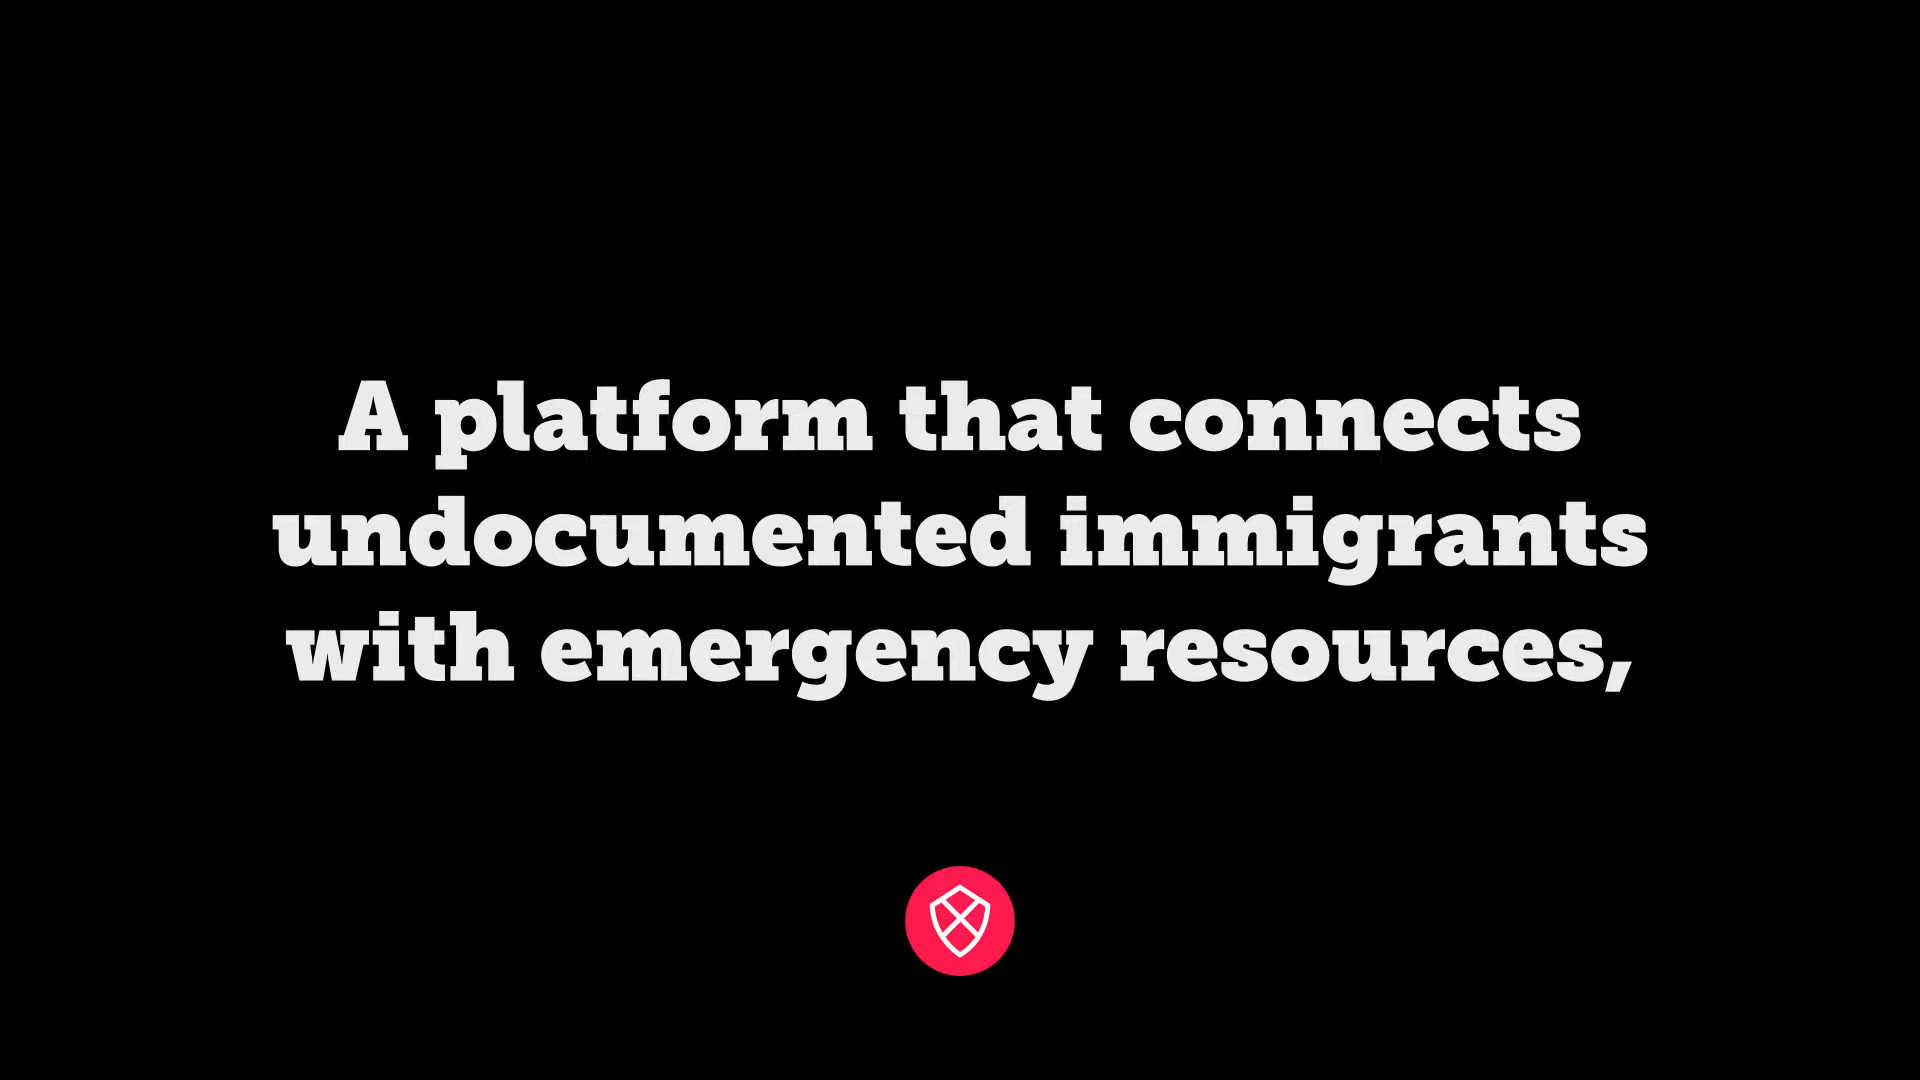 A platform that connects
undocumented immigrants
with emergency resources,